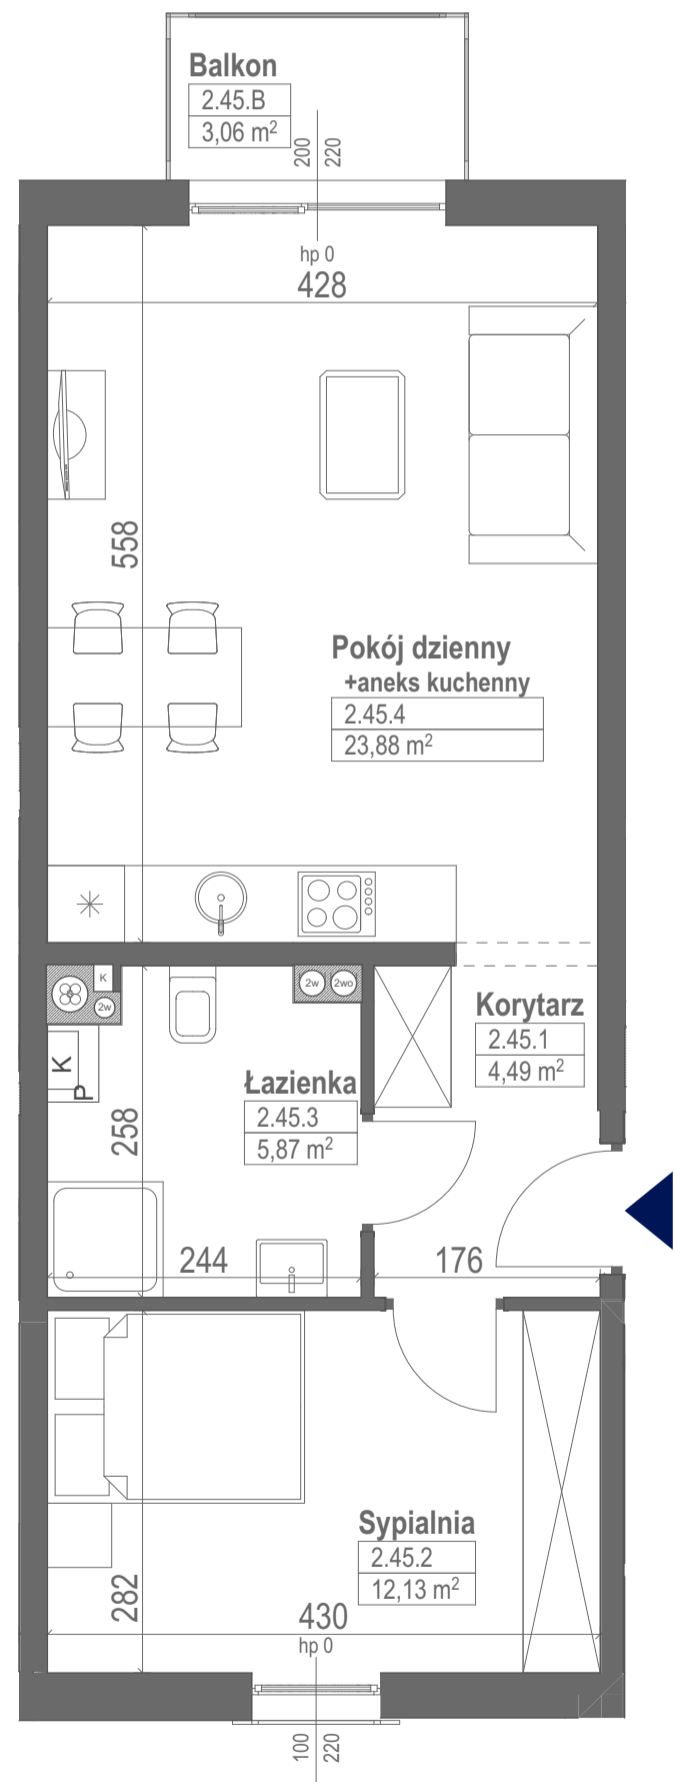 Balkon
2.45.B
3,06 m²
200
220
hp 0
428
558
Pokój dzienny
+aneks kuchenny
2.45.4
23,88 m²
K
2w
2w
2wo
K
P
Korytarz
2.45.1
4,49 m²
Łazienka
2.45.3
5,87 m²
258
244
176
Sypialnia
2.45.2
12,13 m²
282
430
hp 0
100
220